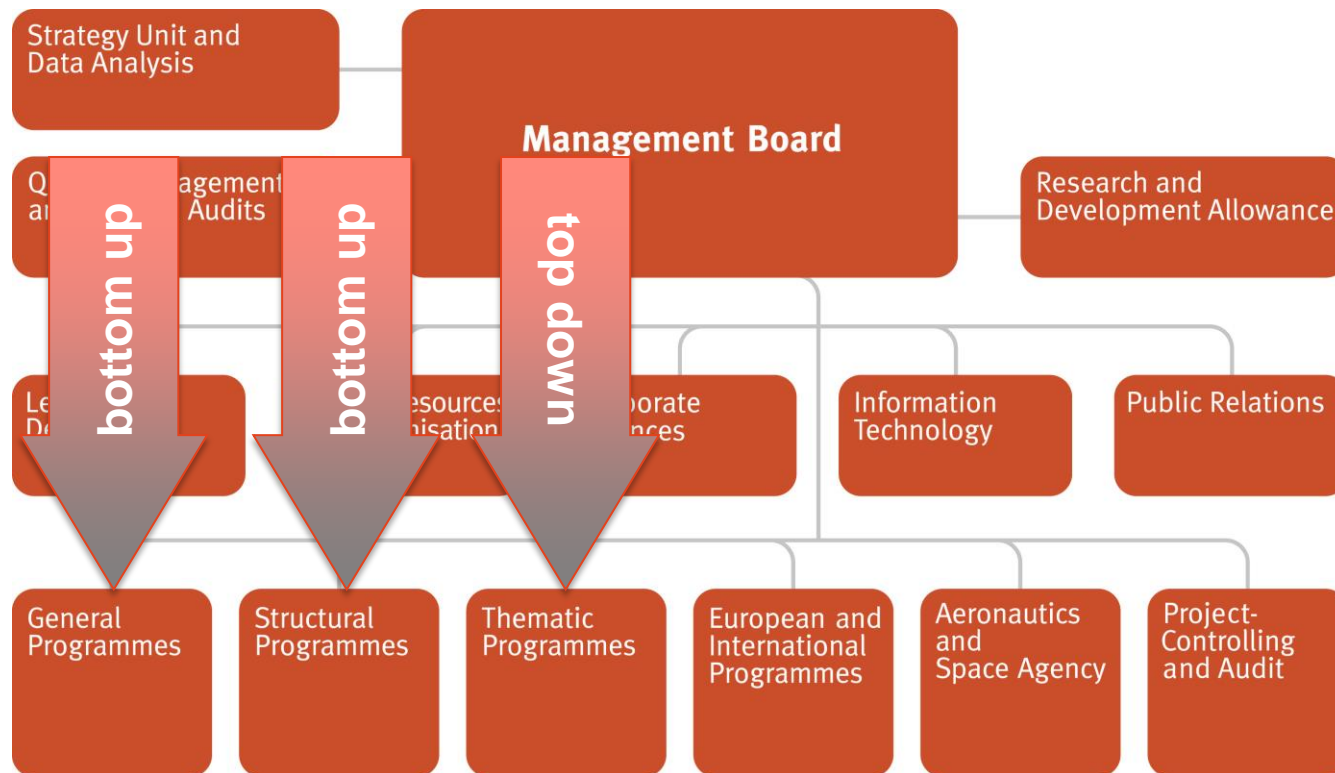 Strategy Unit and
Data Analysis
Management Board
agement
Audits
Research and
Development Allowance
bottom up
bottom up
top down
Information
Technology
Public Relations
General
Programmes
Structural
Programmes
Thematic
Programmes
European and
International
Programmes
Aeronautics
and
Space Agency
Project-
Controlling
and Audit